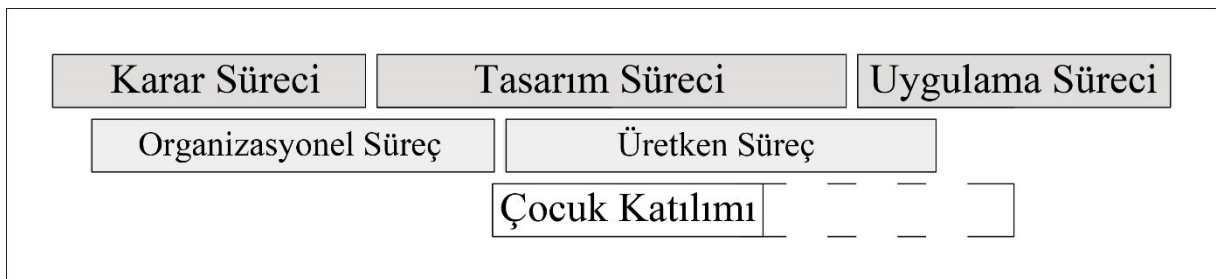 Karar Süreci Tasarım Süreci Uygulama Süreci
Organizasyonel Süreç Üretken Süreç
Çocuk Katılımı